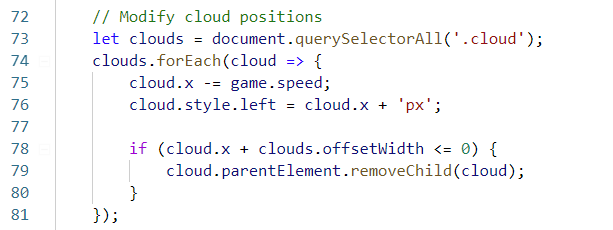 72 // Modify cloud positions
73 let clouds = document.querySelectorAll('.cloud');
74 clouds.forEach(cloud => {
75 cloud.x -= game.speed;
76 cloud.style.left = cloud.x + 'px';
77
78 if (cloud.x + clouds.offsetWidth <= 0) {
79 cloud.parentElement.removeChild(cloud);
80 }
81 });